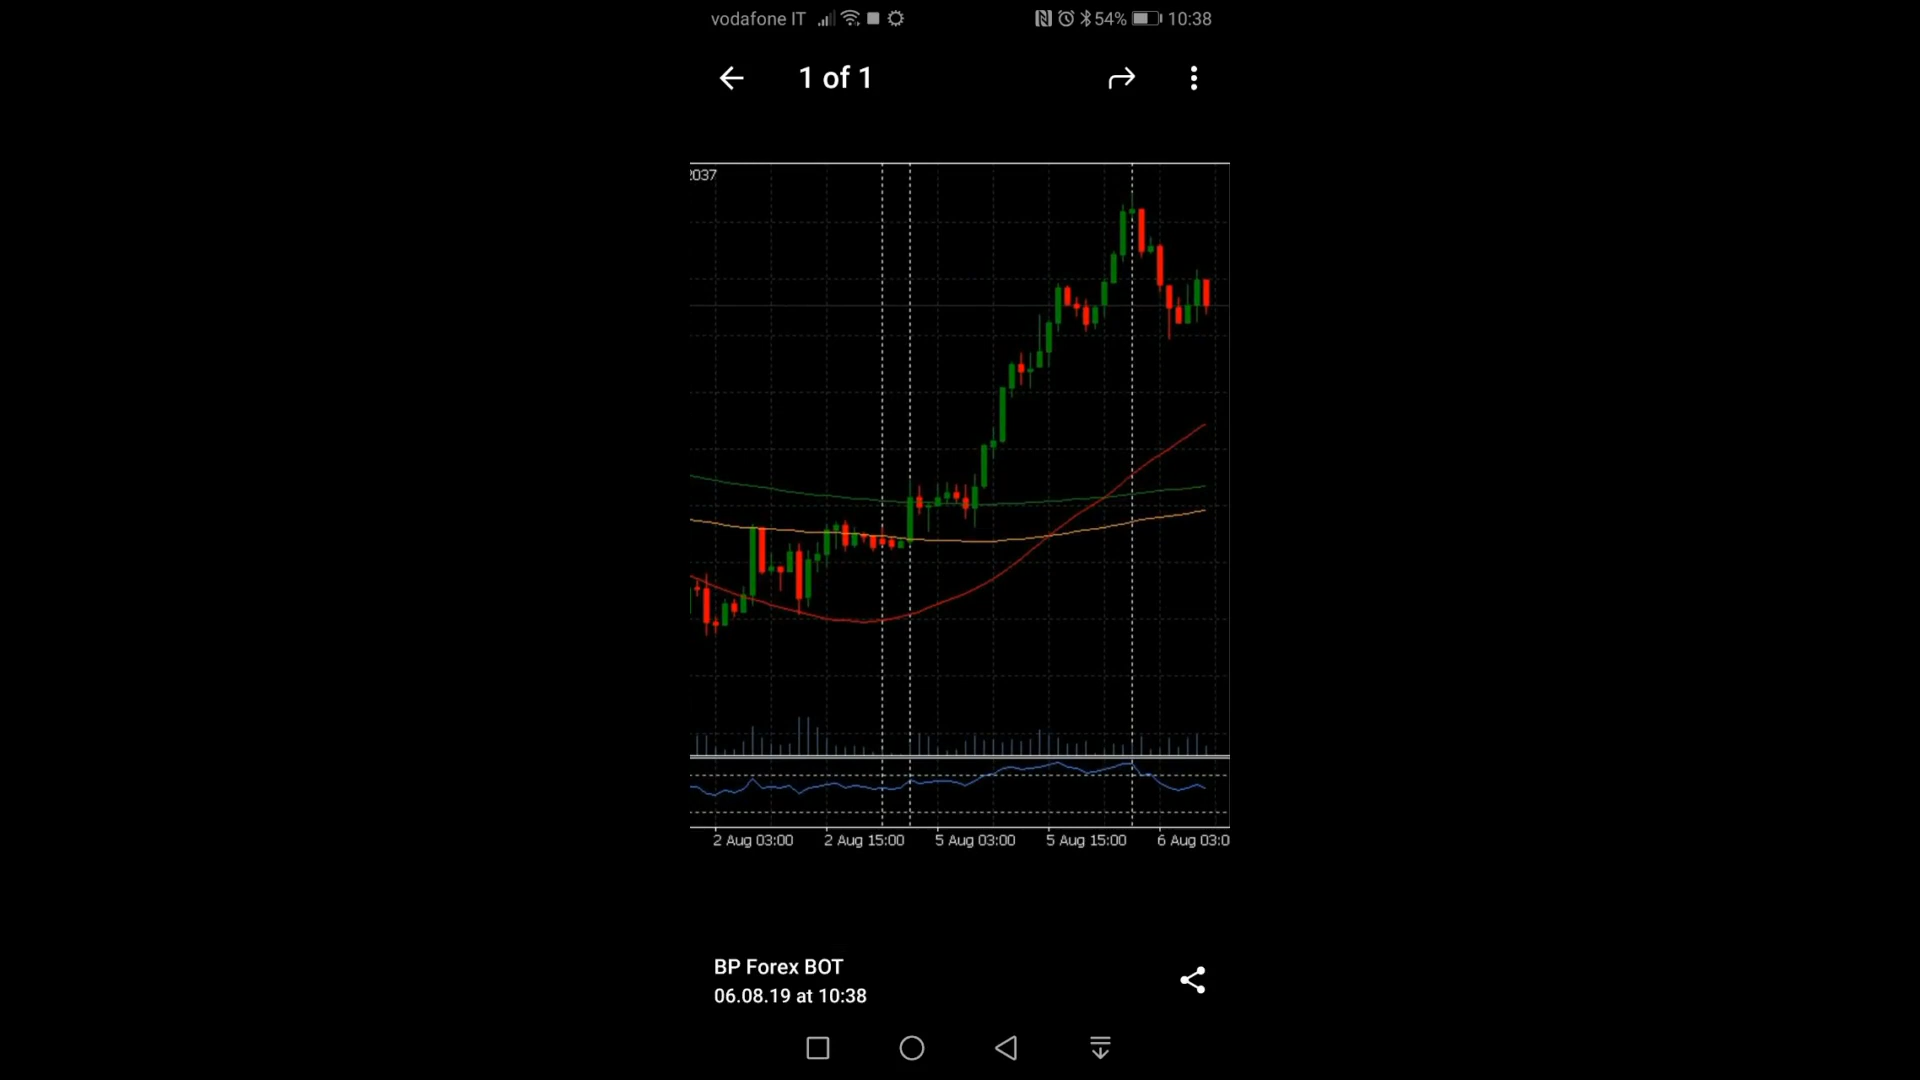 vodafone IT 54% 10:38
1 of 1
2037
2 Aug 03:00 2 Aug 15:00 5 Aug 03:00 5 Aug 15:00 6 Aug 03:0
BP Forex BOT
06.08.19 at 10:38